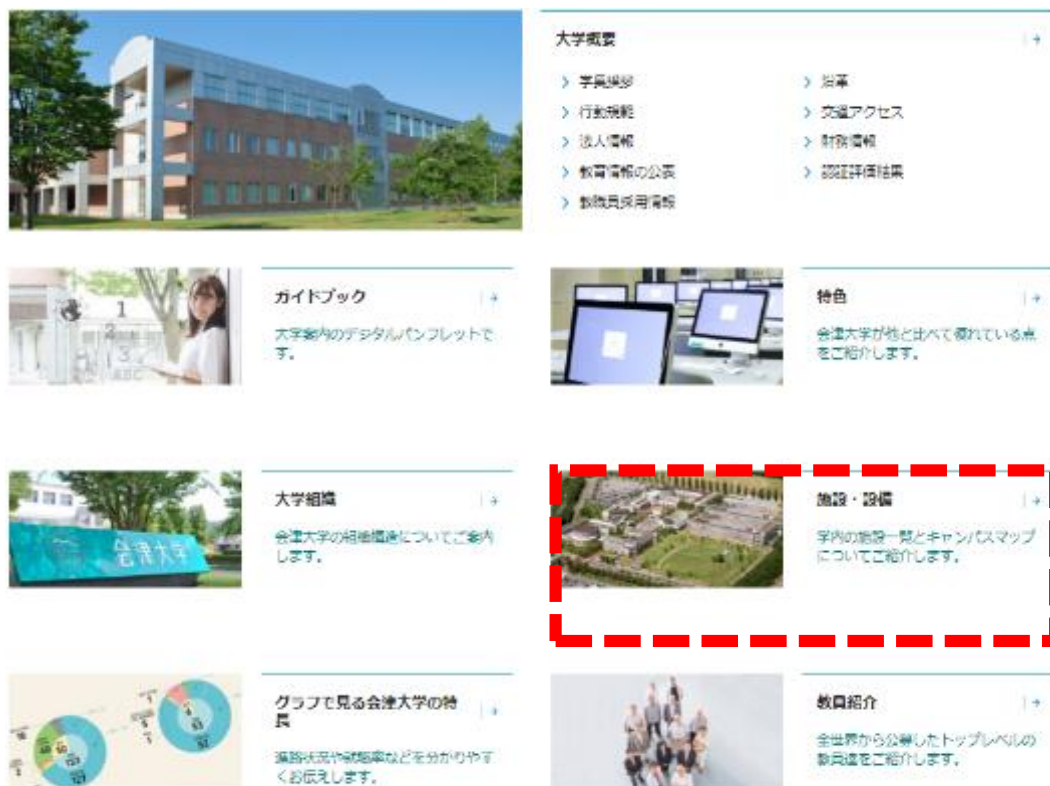 大学概要
学長挨拶
沿革
行動規範
交通アクセス
法人情報
財務情報
教育情報の公表
認証評価結果
教職員採用情報
ガイドブック
大学案内のデジタルパンフレットで
す。
特色
会津大学が他と比べて優れている点
をご紹介します。
大学組織
会津大学の組織構造についてご案内
します。
会津大学
施設・設備
学内の施設一覧とキャンパスマップ
についてご紹介します。
グラフで見る会津大学の特
長
進路状況や就職率などを分かりやす
くお伝えします。
教員紹介
全世界から公募したトップレベルの
教員達をご紹介します。